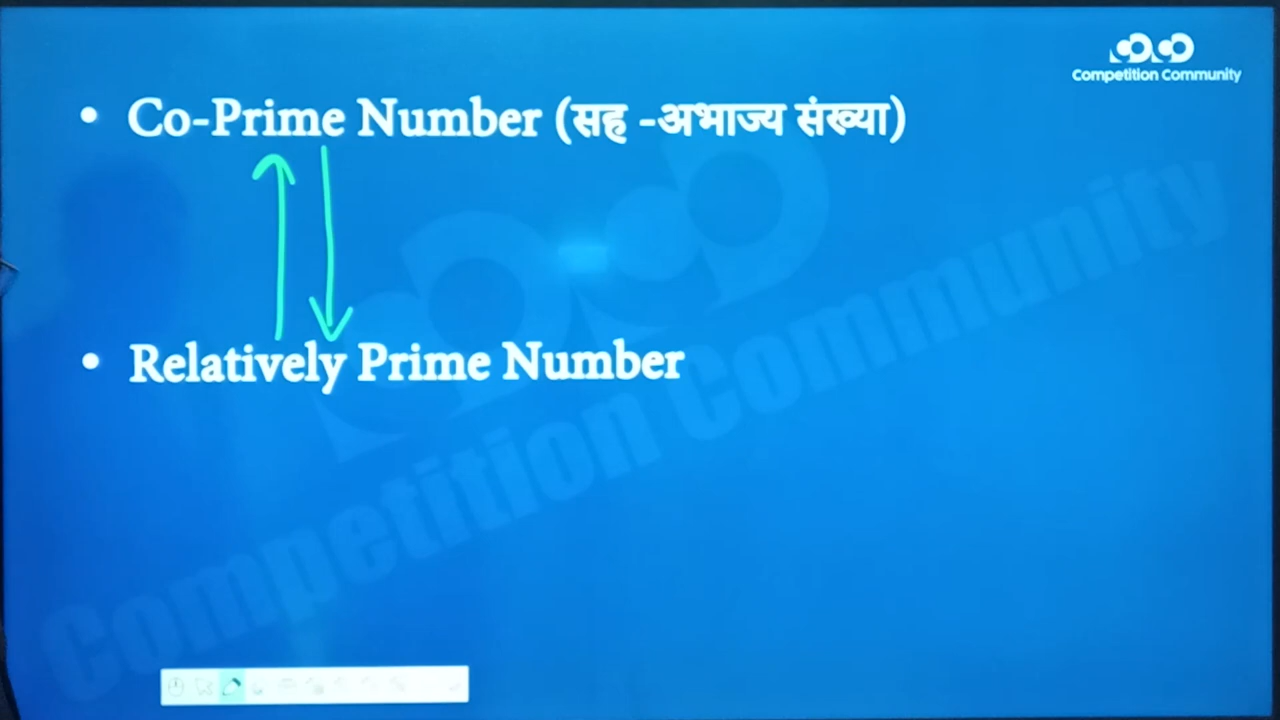 Competition Community
• Co-Prime Number (सह -अभाज्य संख्या)
• Relatively Prime Number
Competition Community